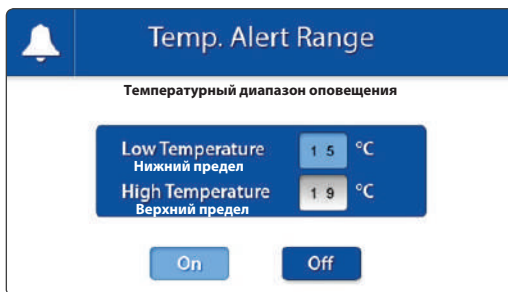 Temp. Alert Range
Температурный диапазон оповещения
Low Temperature 1 5 °C
Нижний предел
High Temperature 1 9 °C
Верхний предел
On Off